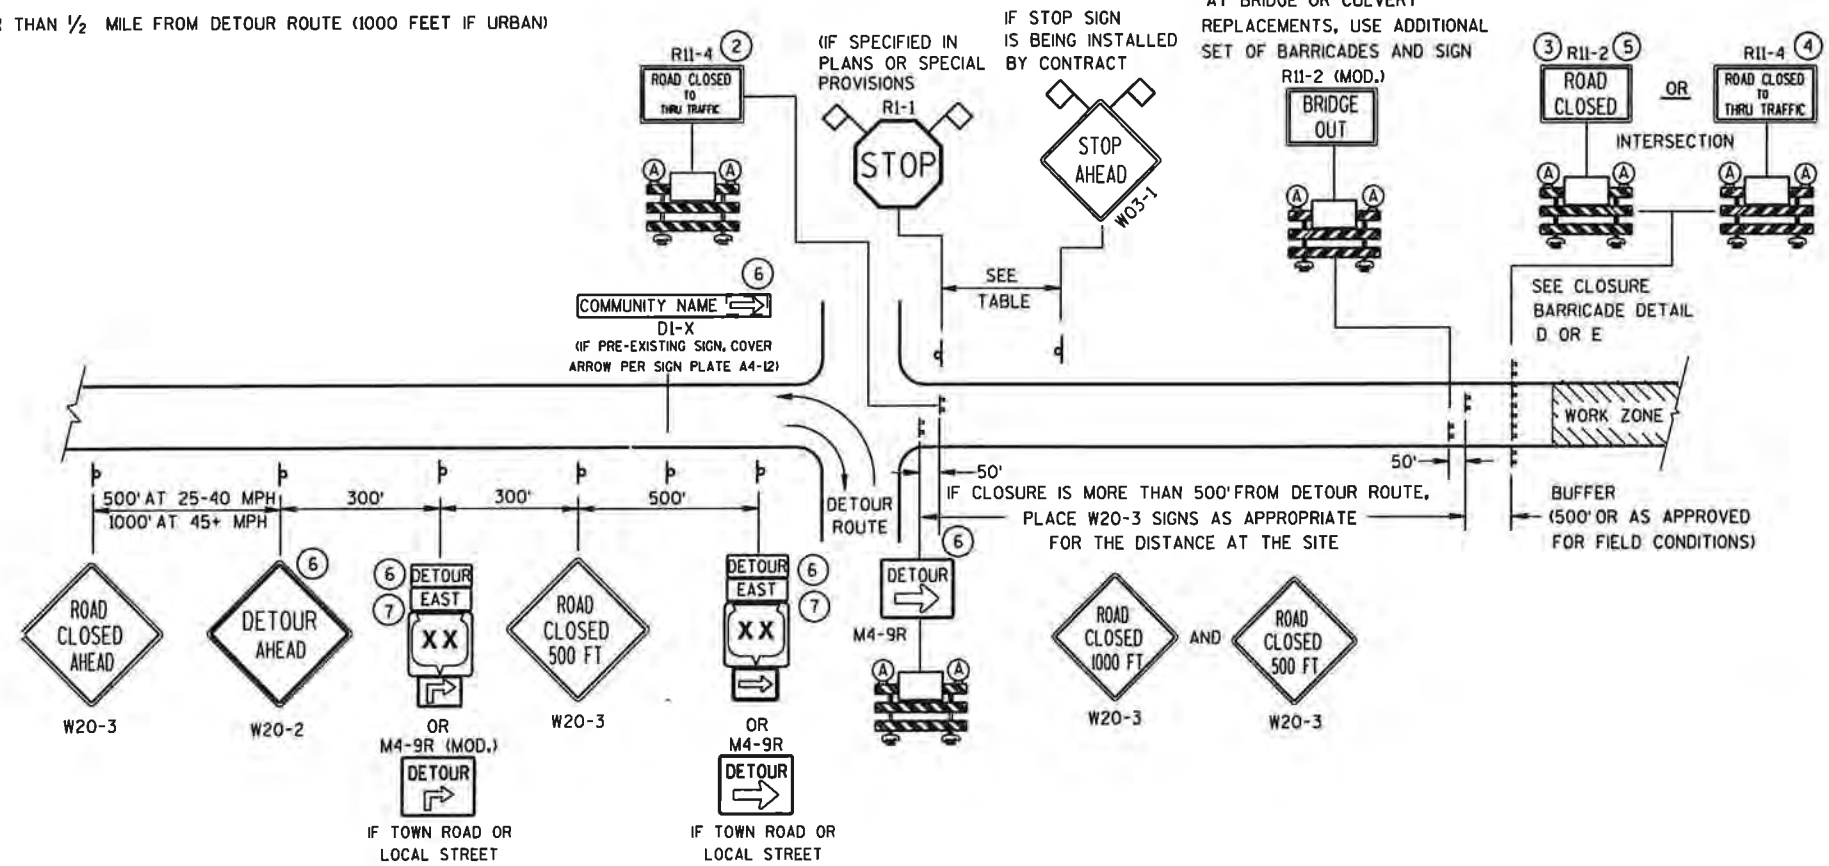 THAN ½ MILE FROM DETOUR ROUTE (1000 FEET IF URBAN)
R11-4
2
ROAD CLOSED
TO
THRU TRAFFIC
A
A
(IF SPECIFIED IN
PLANS OR SPECIAL
PROVISIONS
R1-1
STOP
IF STOP SIGN
IS BEING INSTALLED
BY CONTRACT
STOP
AHEAD
WO3-1
AT BRIDGE OR CULVERT
REPLACEMENTS, USE ADDITIONAL
SET OF BARRICADES AND SIGN
R11-2 (MOD.)
BRIDGE
OUT
A
A
3
R11-2
5
ROAD
CLOSED
OR
R11-4
4
ROAD CLOSED
TO
THRU TRAFFIC
INTERSECTION
A
A
A
A
SEE CLOSURE
BARRICADE DETAIL
D OR E
SEE
TABLE
6
COMMUNITY NAME
D1-X
(IF PRE-EXISTING SIGN, COVER
ARROW PER SIGN PLATE A4-12)
WORK ZONE
500' AT 25-40 MPH
1000' AT 45+ MPH
300'
300'
500'
DETOUR
ROUTE
50'
50'
IF CLOSURE IS MORE THAN 500' FROM DETOUR ROUTE,
PLACE W20-3 SIGNS AS APPROPRIATE
FOR THE DISTANCE AT THE SITE
BUFFER
(500' OR AS APPROVED
FOR FIELD CONDITIONS)
ROAD
CLOSED
AHEAD
W20-3
6
DETOUR
AHEAD
W20-2
6
DETOUR
7
EAST
XX
OR
M4-9R (MOD.)
DETOUR
IF TOWN ROAD OR
LOCAL STREET
ROAD
CLOSED
500 FT
W20-3
DETOUR
6
EAST
7
XX
OR
M4-9R
DETOUR
IF TOWN ROAD OR
LOCAL STREET
6
DETOUR
M4-9R
A
A
ROAD
CLOSED
1000 FT
W20-3
AND
ROAD
CLOSED
500 FT
W20-3